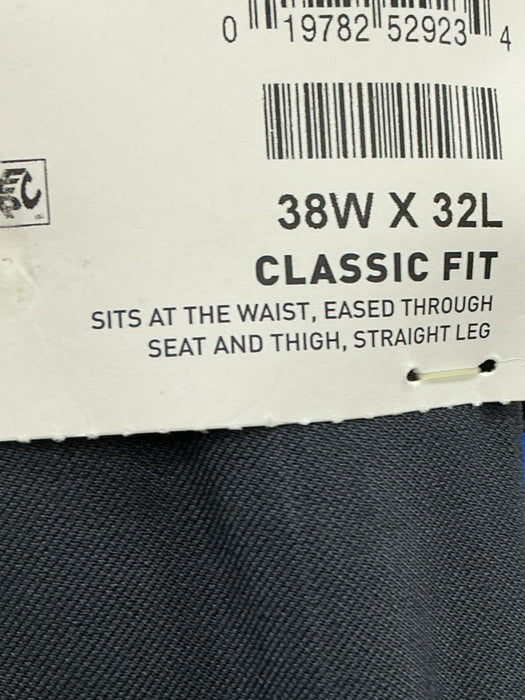 0 19782 52923 4
38W X 32L
CLASSIC FIT
SITS AT THE WAIST, EASED THROUGH
SEAT AND THIGH, STRAIGHT LEG